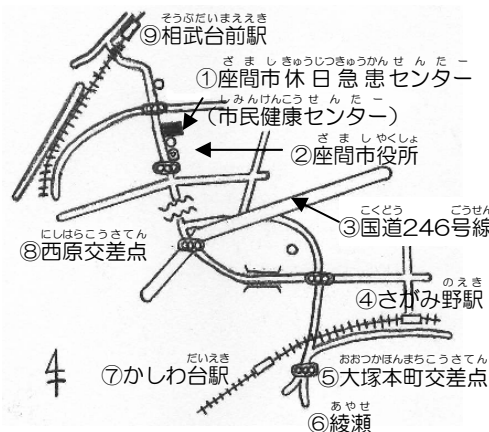 そうぶだいまええき
⑨相武台前駅
ざましきゅうじつきゅうかんせんたー
①座間市休日急患センター
しみんけんこうせんたー
(市民健康センター)
ざましやくしょ
②座間市役所
こくどう ごうせん
③国道246号線
にしはらこうさてん
⑧西原交差点
のえき
④さがみ野駅
だいえき
⑦かしわ台駅
おおつかほんまちこうさてん
⑤大塚本町交差点
あやせ
⑥綾瀬